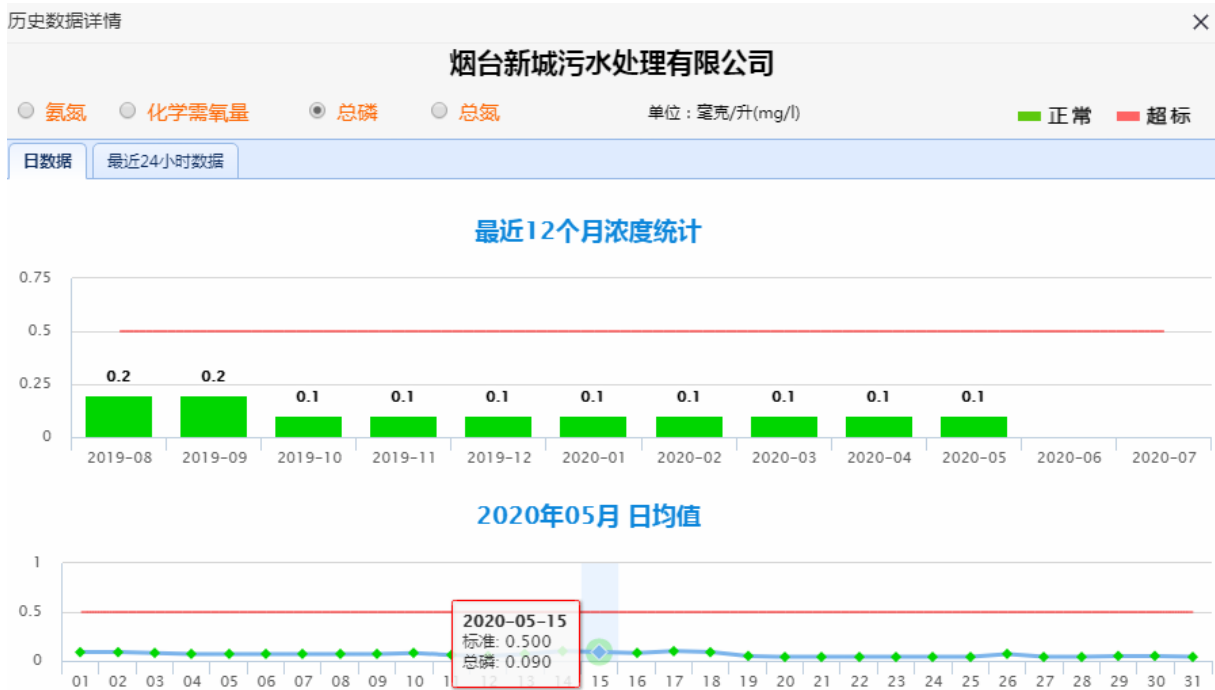 历史数据详情
烟台新城污水处理有限公司
氨氮 化学需氧量 总磷 总氮 单位：毫克/升(mg/l) 正常 超标
日数据 最近24小时数据
最近12个月浓度统计
0.75
0.5
0.25
0
0.2 0.2 0.1 0.1 0.1 0.1 0.1 0.1 0.1 0.1
2019-08 2019-09 2019-10 2019-11 2019-12 2020-01 2020-02 2020-03 2020-04 2020-05 2020-06 2020-07
2020年05月 日均值
1
0.5
0
2020-05-15
标准: 0.500
总磷: 0.090
01 02 03 04 05 06 07 08 09 10 12 13 14 15 16 17 18 19 20 21 22 23 24 25 26 27 28 29 30 31